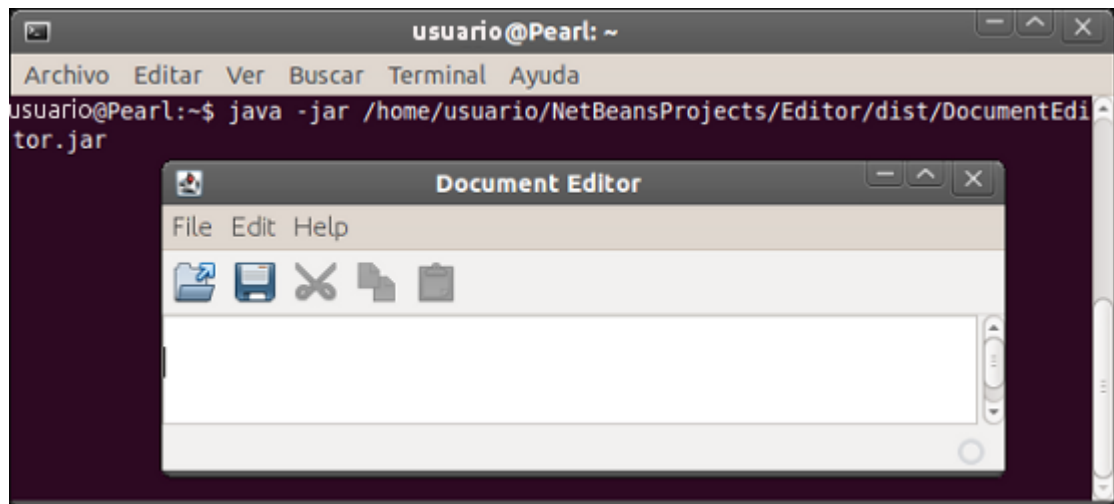 usuario@Pearl: ~
Archivo Editar Ver Buscar Terminal Ayuda
usuario@Pearl:~$ java -jar /home/usuario/NetBeansProjects/Editor/dist/DocumentEdi
tor.jar
Document Editor
File Edit Help